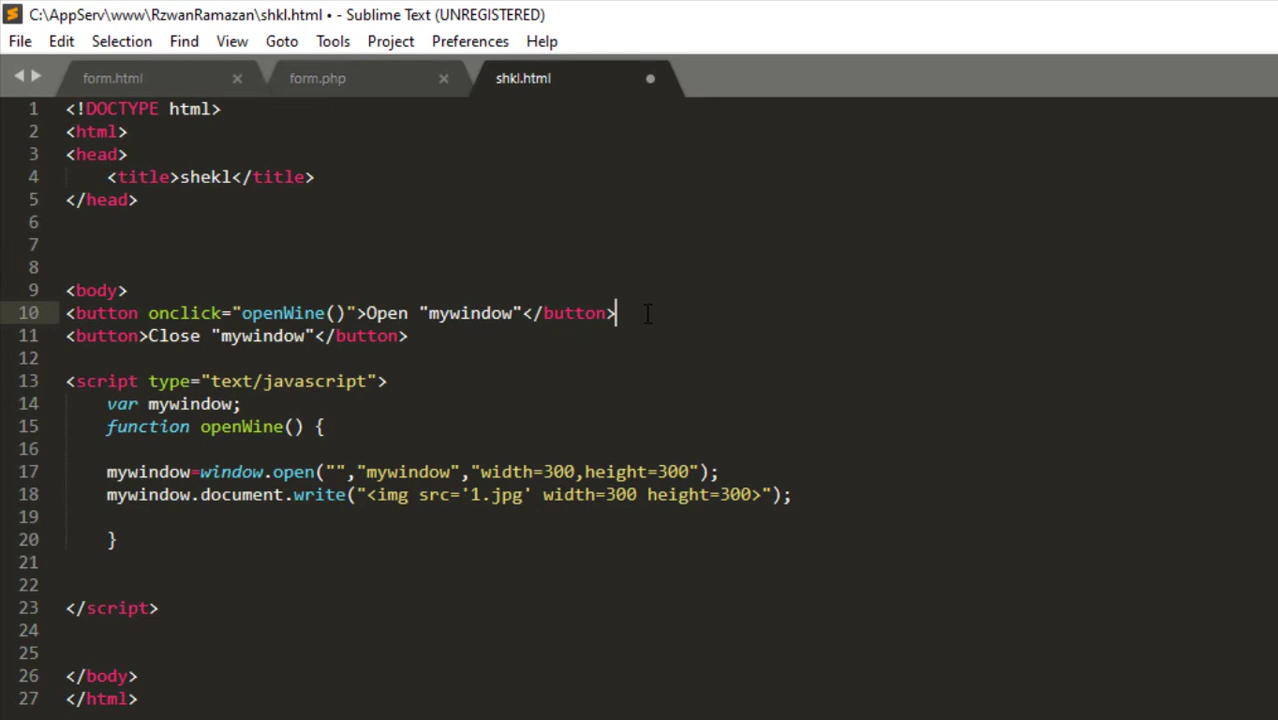 C:\AppServ\www\RzwanRamazan\shkl.html • - Sublime Text (UNREGISTERED)
File Edit Selection Find View Goto Tools Project Preferences Help
form.html form.php shkl.html
1 <!DOCTYPE html>
2 <html>
3 <head>
4 <title>shekl</title>
5 </head>
6
7
8
9 <body>
10 <button onclick="openWine()">Open "mywindow"</button>
11 <button>Close "mywindow"</button>
12
13 <script type="text/javascript">
14 var mywindow;
15 function openWine() {
16
17 mywindow=window.open("","mywindow","width=300,height=300");
18 mywindow.document.write("<img src='1.jpg' width=300 height=300>");
19
20 }
21
22
23 </script>
24
25
26 </body>
27 </html>